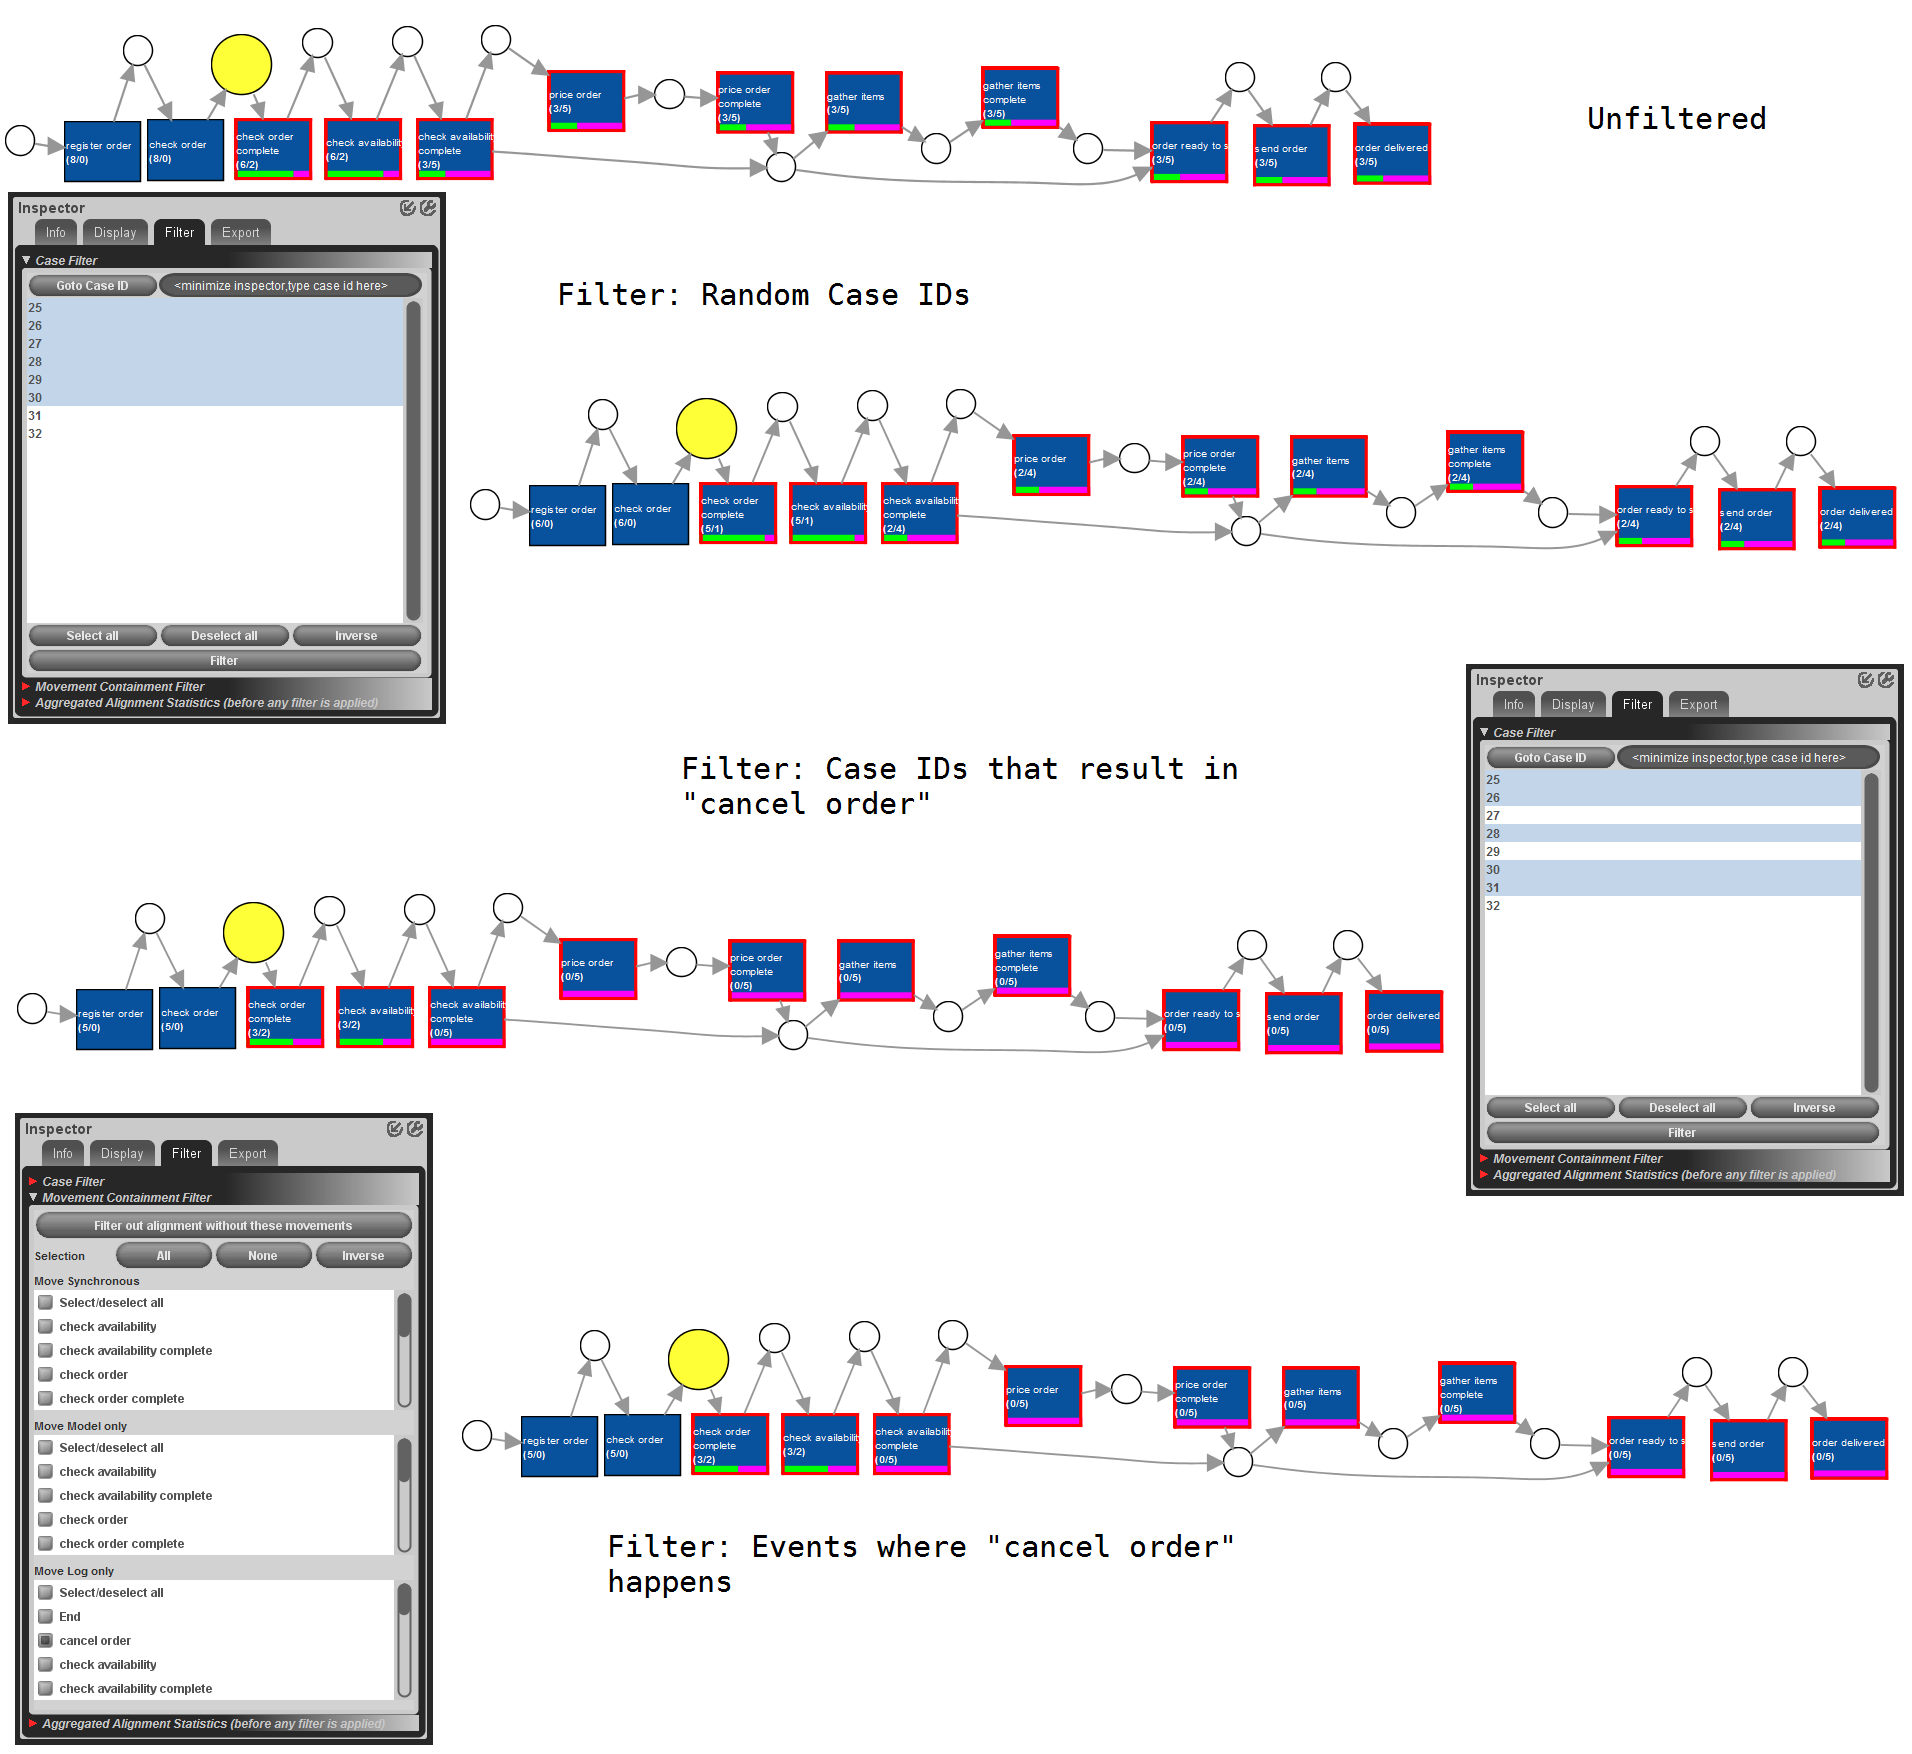 register order
(8/0)
check order
(8/0)
check order
complete
(6/2)
check availabilit
(6/2)
check availabilit
complete
(3/5)
price order
(3/5)
price order
complete
(3/5)
gather items
(3/5)
gather items
complete
(3/5)
order ready to s
(3/5)
send order
(3/5)
order delivered
(3/5)
Unfiltered
Inspector
Info Display Filter Export
Case Filter
Goto Case ID <minimize inspector,type case id here>
25
26
27
28
29
30
31
32
Select all Deselect all Inverse
Filter
Movement Containment Filter
Aggregated Alignment Statistics (before any filter is applied)
Filter: Random Case IDs
register order
(6/0)
check order
(6/0)
check order
complete
(5/1)
check availabilit
(5/1)
check availabilit
complete
(2/4)
price order
(2/4)
price order
complete
(2/4)
gather items
(2/4)
gather items
complete
(2/4)
order ready to s
(2/4)
send order
(2/4)
order delivered
(2/4)
Filter: Case IDs that result in
"cancel order"
Inspector
Info Display Filter Export
Case Filter
Goto Case ID <minimize inspector,type case id here>
25
26
27
28
29
30
31
32
Select all Deselect all Inverse
Filter
Movement Containment Filter
Aggregated Alignment Statistics (before any filter is applied)
register order
(5/0)
check order
(5/0)
check order
complete
(3/2)
check availabilit
(3/2)
check availabilit
complete
(0/5)
price order
(0/5)
price order
complete
(0/5)
gather items
(0/5)
gather items
complete
(0/5)
order ready to s
(0/5)
send order
(0/5)
order delivered
(0/5)
Inspector
Info Display Filter Export
Case Filter
Movement Containment Filter
Filter out alignment without these movements
Selection All None Inverse
Move Synchronous
Select/deselect all
check availability
check availability complete
check order
check order complete
Move Model only
Select/deselect all
check availability
check availability complete
check order
check order complete
Move Log only
Select/deselect all
End
cancel order
check availability
check availability complete
Aggregated Alignment Statistics (before any filter is applied)
register order
(5/0)
check order
(5/0)
check order
complete
(3/2)
check availabilit
(3/2)
check availabilit
complete
(0/5)
price order
(0/5)
price order
complete
(0/5)
gather items
(0/5)
gather items
complete
(0/5)
order ready to s
(0/5)
send order
(0/5)
order delivered
(0/5)
Filter: Events where "cancel order"
happens